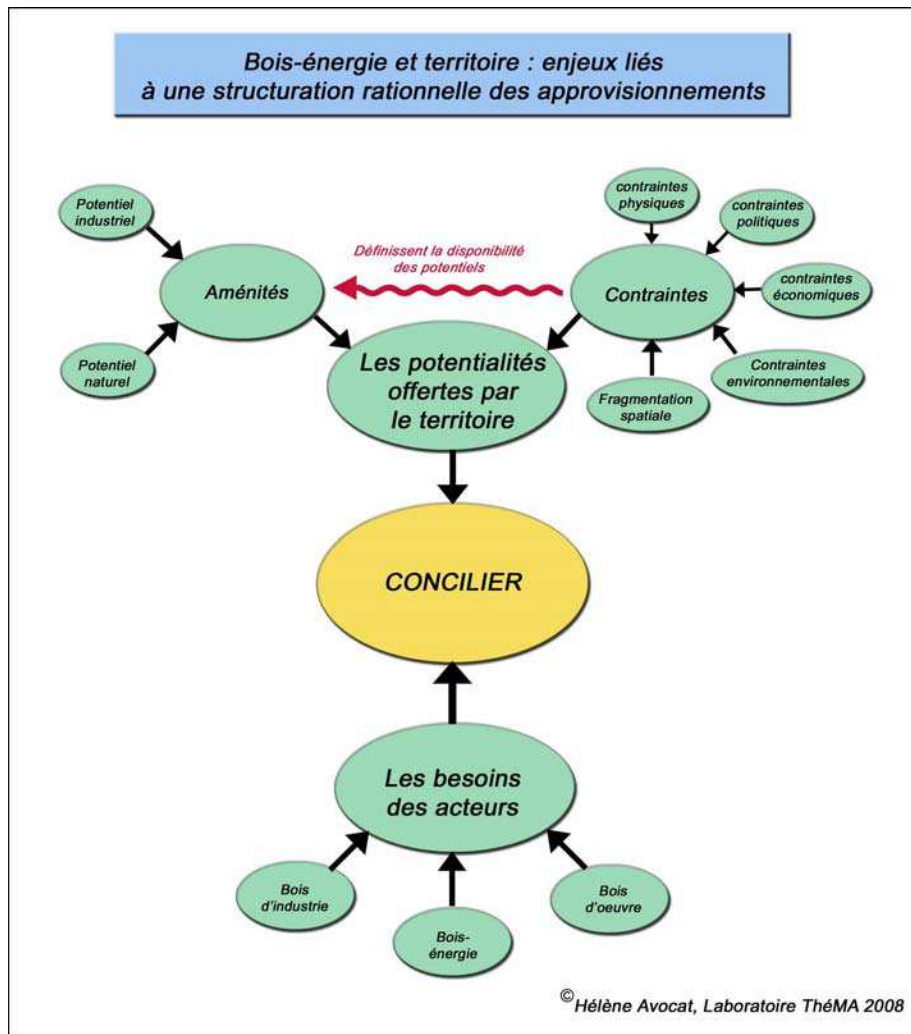 Bois-énergie et territoire : enjeux liés
à une structuration rationnelle des approvisionnements
Potentiel
industriel
Potentiel
naturel
Aménités
Définissent la disponibilité
des potentiels
contraintes
physiques
contraintes
politiques
contraintes
économiques
Contraintes
environnementales
Fragmentation
spatiale
Contraintes
Les potentialités
offertes par
le territoire
CONCILIER
Les besoins
des acteurs
Bois
d'industrie
Bois-
énergie
Bois
d'oeuvre
© Hélène Avocat, Laboratoire ThéMA 2008